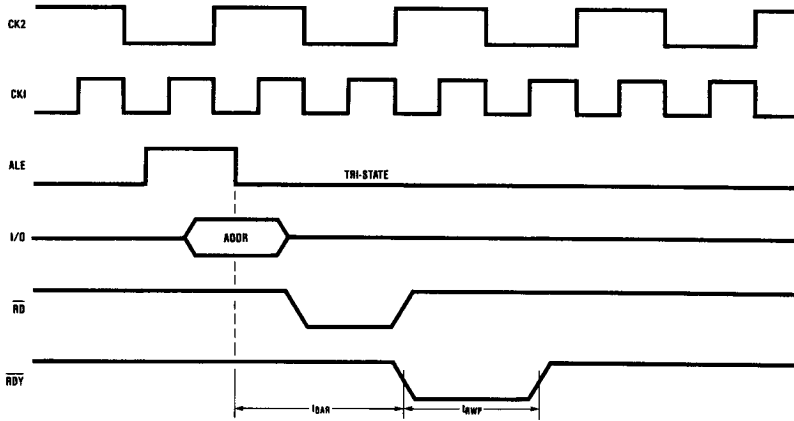 CK2
CKI
ALE
TRI-STATE
I/O
ADDR
RD
RDY
tDAR
tRWP